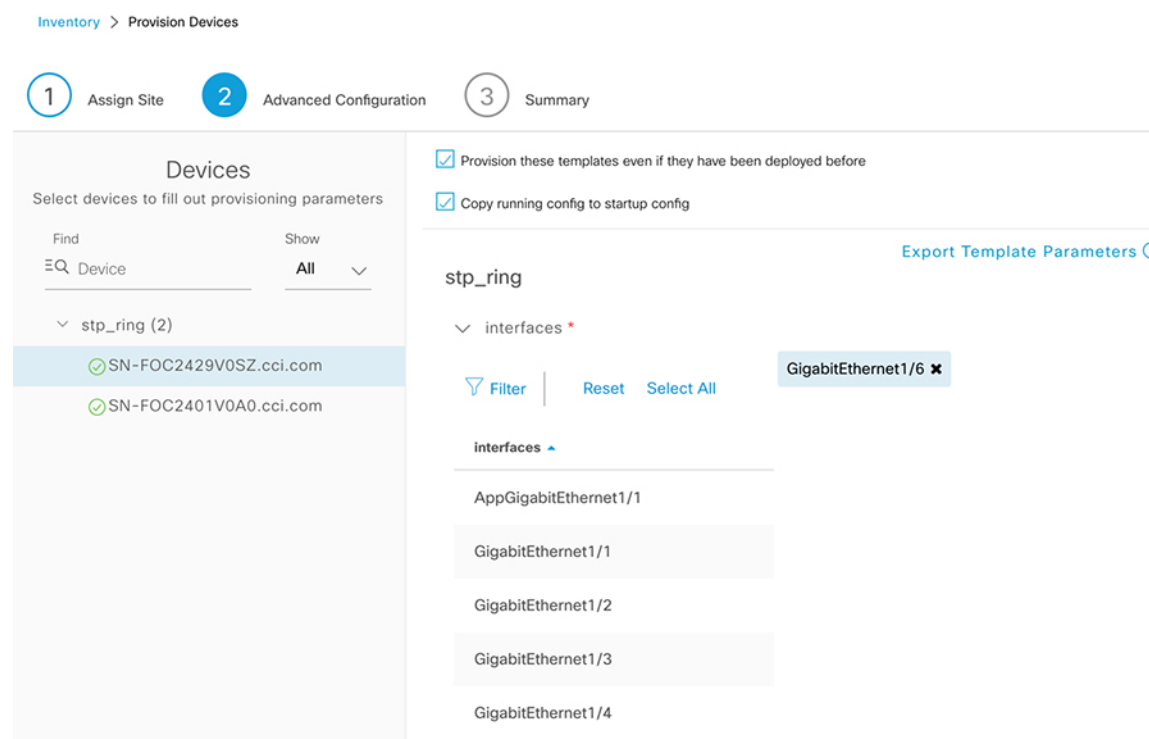 Inventory > Provision Devices
1 Assign Site 2 Advanced Configuration 3 Summary
Devices
Select devices to fill out provisioning parameters
Find Show
Device All
stp_ring (2)
SN-FOC2429V0SZ.cci.com
SN-FOC2401V0A0.cci.com
Provision these templates even if they have been deployed before
Copy running config to startup config
Export Template Parameters
stp_ring
interfaces *
Filter Reset Select All
GigabitEthernet1/6 ✖
interfaces
AppGigabitEthernet1/1
GigabitEthernet1/1
GigabitEthernet1/2
GigabitEthernet1/3
GigabitEthernet1/4